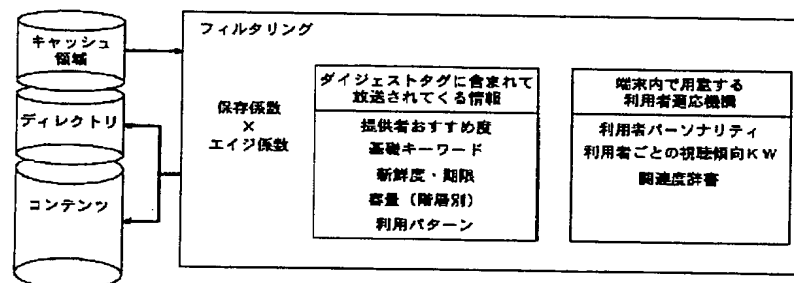 キャッシュ
領域
ディレクトリ
コンテンツ
フィルタリング
保存係数
×
エイジ係数
ダイジェストタグに含まれて
放送されてくる情報
提供者おすすめ度
基礎キーワード
新鮮度・期限
容量(階層別)
利用パターン
端末内で用意する
利用者適応機構
利用者パーソナリティ
利用者ごとの視聴傾向KW
関連度辞書